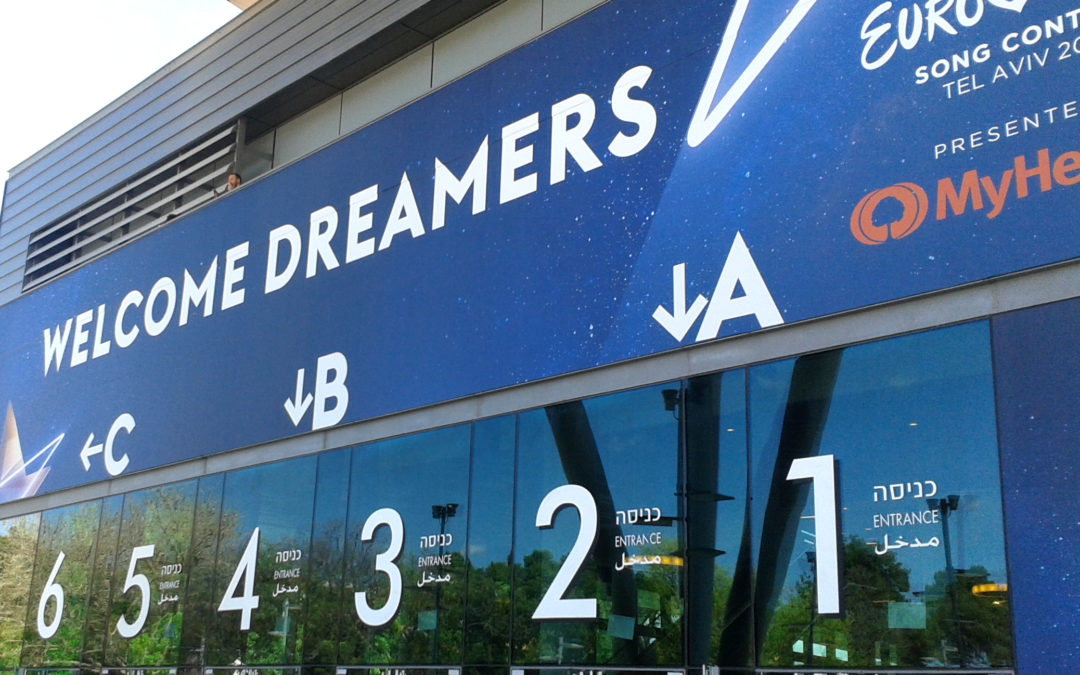 EURO
SONG CONT
TEL AVIV 20
WELCOME DREAMERS
PRESENTE
MyHe
↓A
↓B
←C
6
5
כניסה
ENTRANCE
مدخل
4
כניסה
ENTRANCE
مدخل
3
כניסה
ENTRANCE
مدخل
2
כניסה
ENTRANCE
مدخل
1
כניסה
ENTRANCE
مدخل